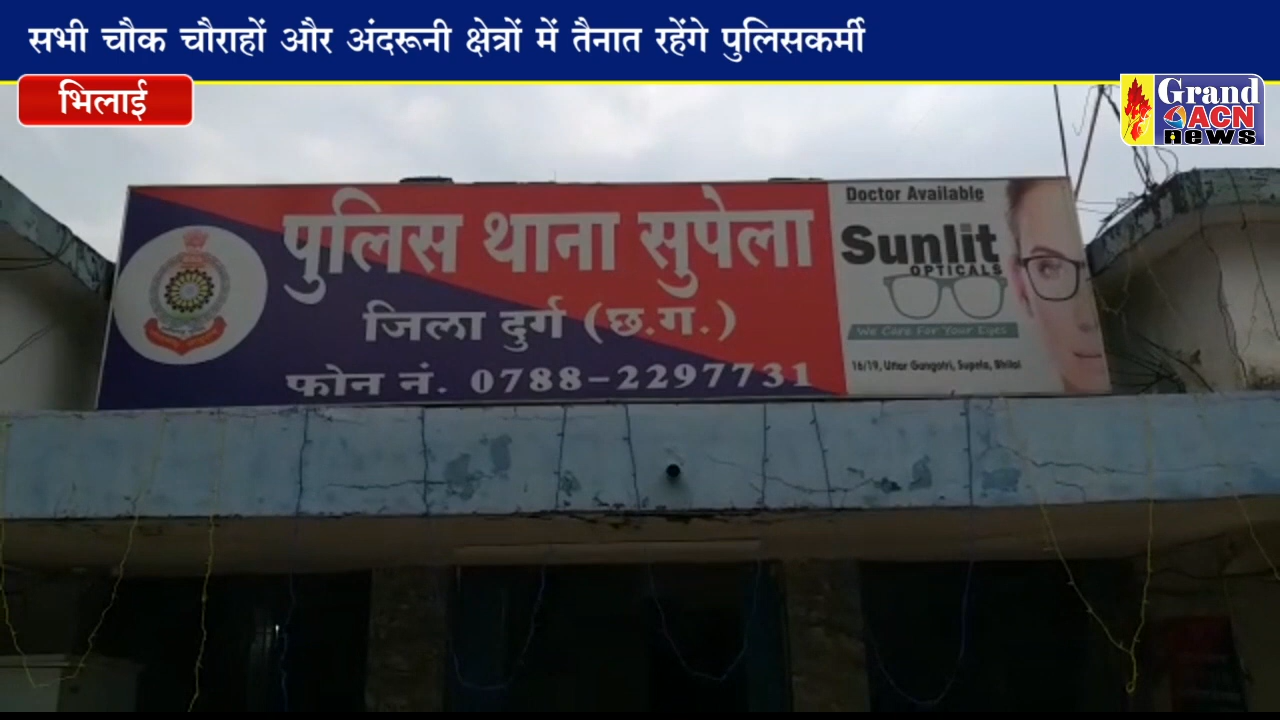 सभी चौक चौराहों और अंदरूनी क्षेत्रों में तैनात रहेंगे पुलिसकर्मी
भिलाई
Grand
ACN
news
पुलिस थाना सुपेला
जिला दुर्ग (छ.ग.)
फोन नं. 0788-2297731
Doctor Available
Sunlit
OPTICALS
We Care For Your Eyes
16/19, Uttar Gangotri, Supela, Bhilai